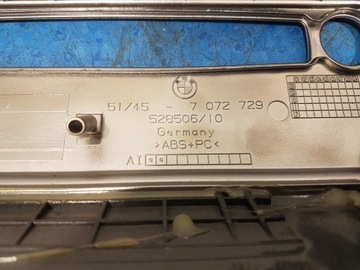 51/45 - 7 072 729
528506/10
Germany
>ABS+PC<
AI